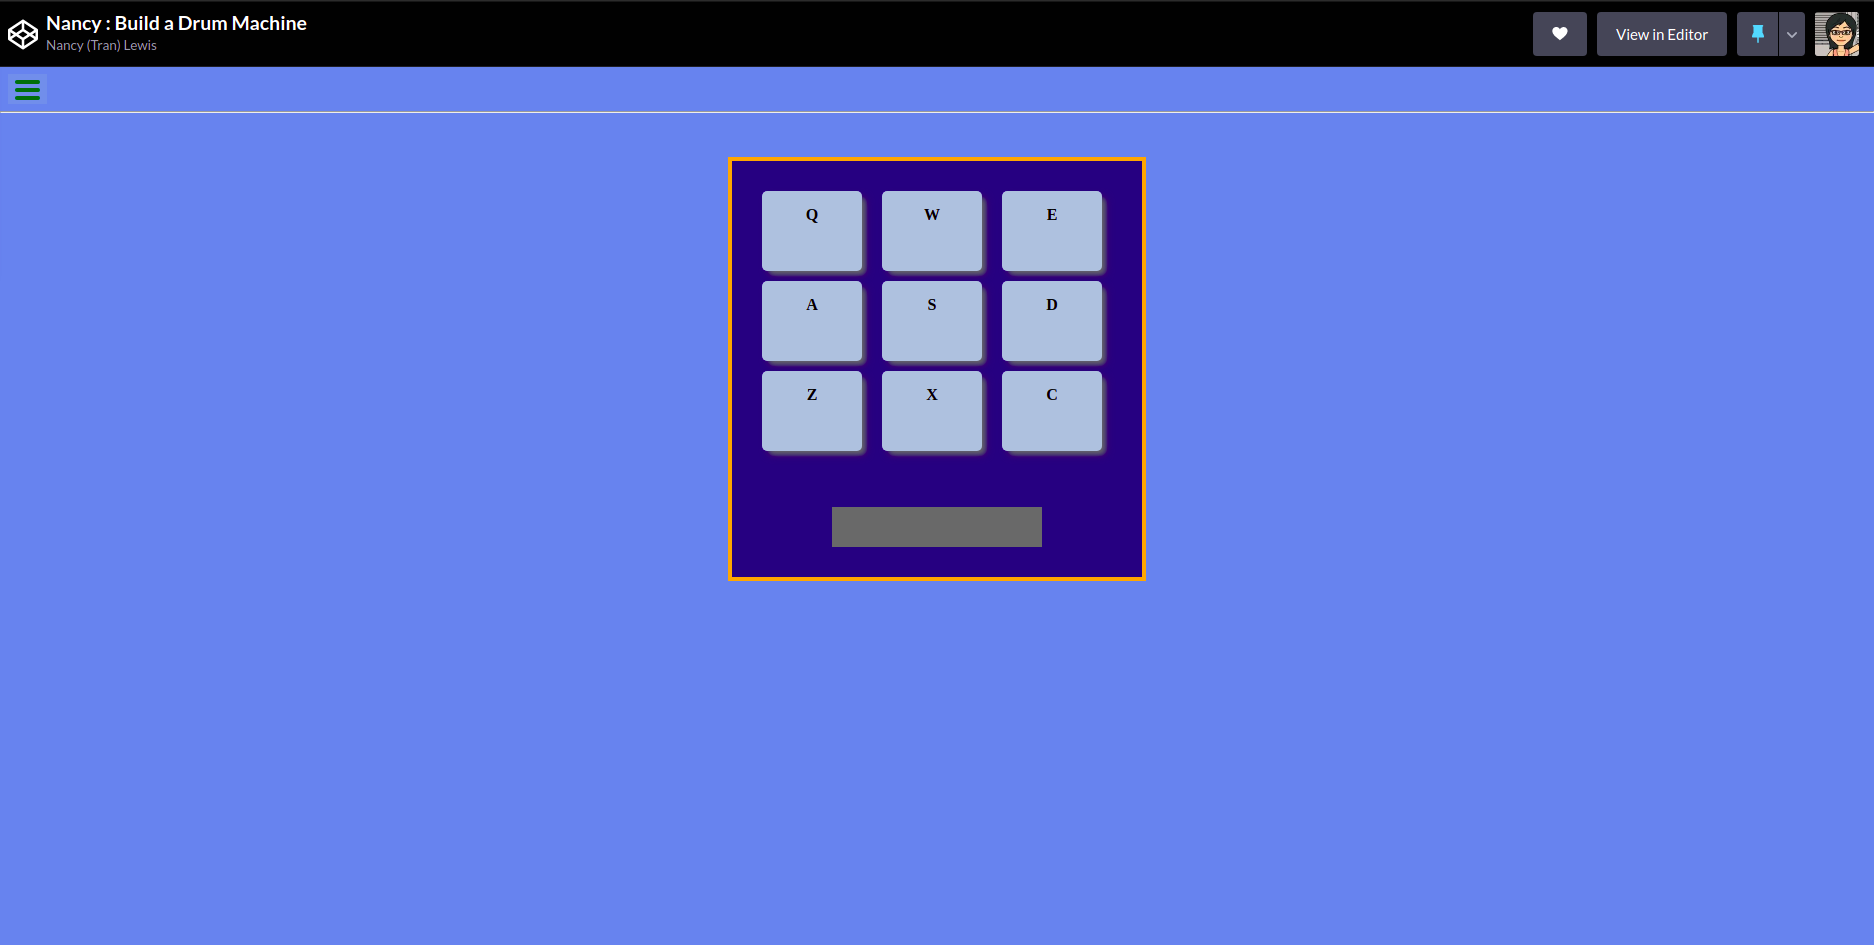 Nancy : Build a Drum Machine
Nancy (Tran) Lewis
View in Editor
Q W E
A S D
Z X C